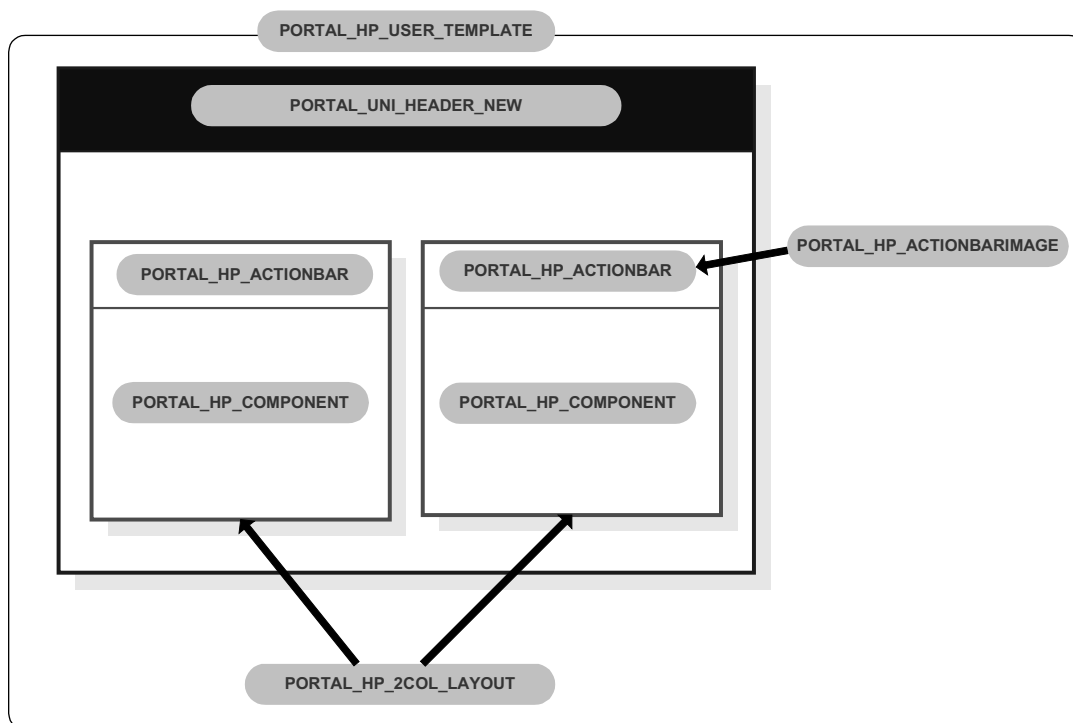 PORTAL_HP_USER_TEMPLATE
PORTAL_UNI_HEADER_NEW
PORTAL_HP_ACTIONBAR
PORTAL_HP_ACTIONBAR
PORTAL_HP_ACTIONBARIMAGE
PORTAL_HP_COMPONENT
PORTAL_HP_COMPONENT
PORTAL_HP_2COL_LAYOUT